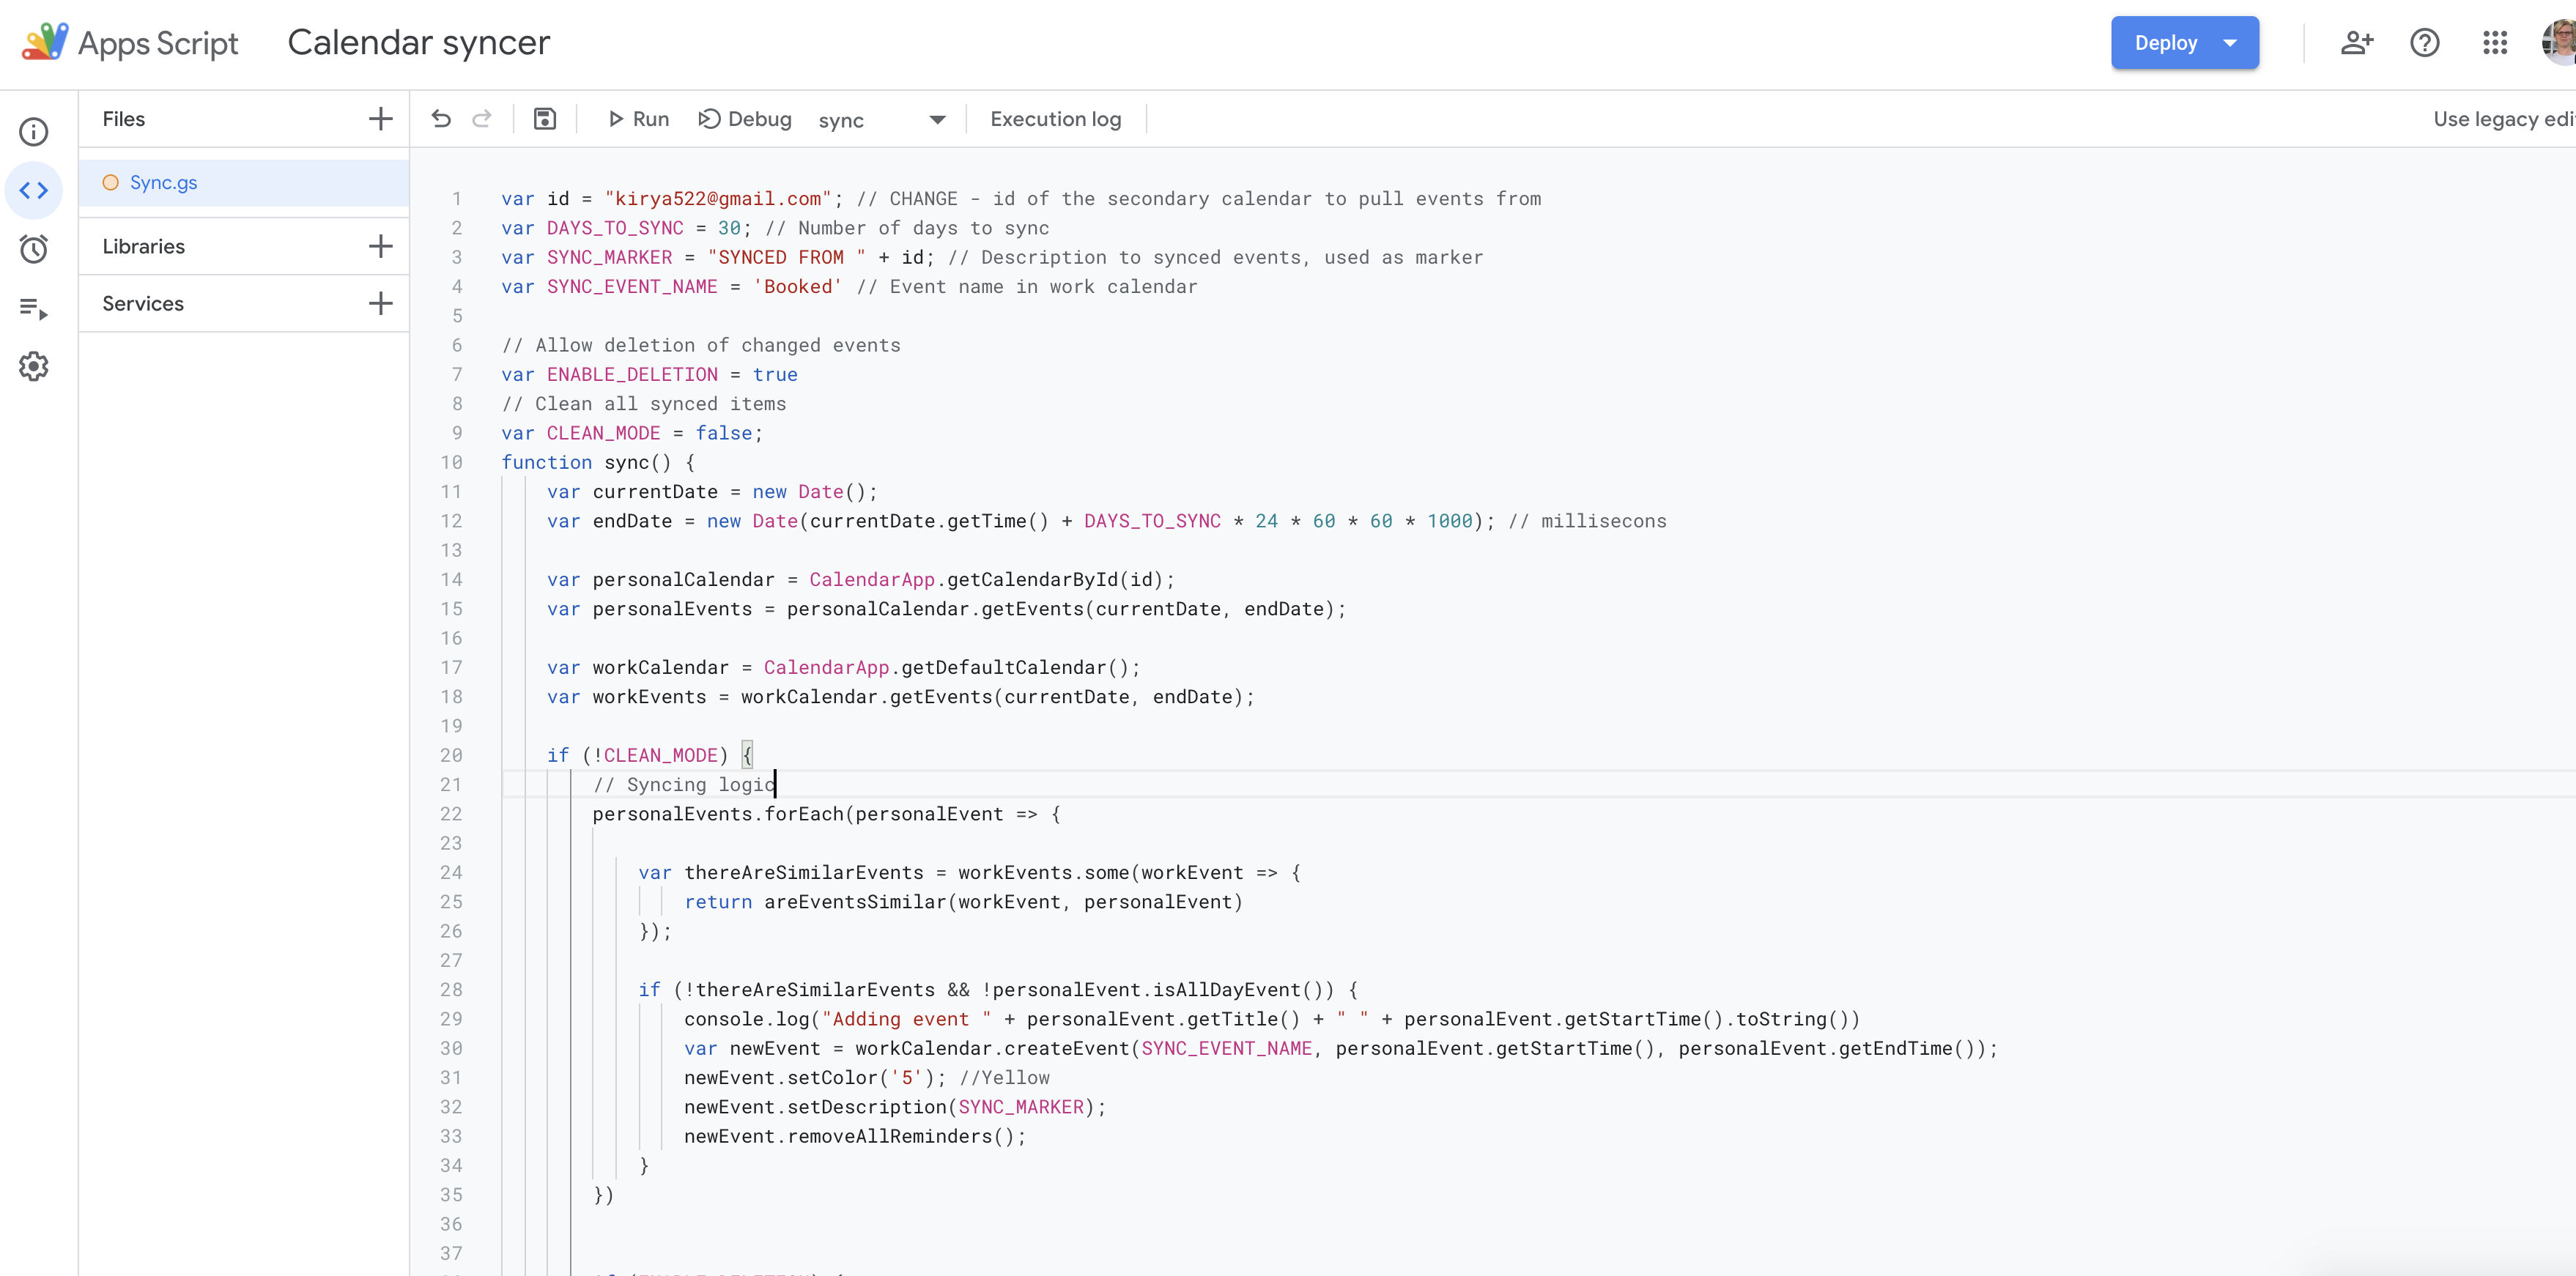 Apps Script Calendar syncer Deploy
Files Run Debug sync Execution log Use legacy edi
Sync.gs
Libraries
Services
1 var id = "kirya522@gmail.com"; // CHANGE - id of the secondary calendar to pull events from
2 var DAYS_TO_SYNC = 30; // Number of days to sync
3 var SYNC_MARKER = "SYNCED FROM " + id; // Description to synced events, used as marker
4 var SYNC_EVENT_NAME = 'Booked' // Event name in work calendar
5
6 // Allow deletion of changed events
7 var ENABLE_DELETION = true
8 // Clean all synced items
9 var CLEAN_MODE = false;
10 function sync() {
11 var currentDate = new Date();
12 var endDate = new Date(currentDate.getTime() + DAYS_TO_SYNC * 24 * 60 * 60 * 1000); // millisecons
13
14 var personalCalendar = CalendarApp.getCalendarById(id);
15 var personalEvents = personalCalendar.getEvents(currentDate, endDate);
16
17 var workCalendar = CalendarApp.getDefaultCalendar();
18 var workEvents = workCalendar.getEvents(currentDate, endDate);
19
20 if (!CLEAN_MODE) {
21 // Syncing logic
22 personalEvents.forEach(personalEvent => {
23
24 var thereAreSimilarEvents = workEvents.some(workEvent => {
25 return areEventsSimilar(workEvent, personalEvent)
26 });
27
28 if (!thereAreSimilarEvents && !personalEvent.isAllDayEvent()) {
29 console.log("Adding event " + personalEvent.getTitle() + " " + personalEvent.getStartTime().toString())
30 var newEvent = workCalendar.createEvent(SYNC_EVENT_NAME, personalEvent.getStartTime(), personalEvent.getEndTime());
31 newEvent.setColor('5'); //Yellow
32 newEvent.setDescription(SYNC_MARKER);
33 newEvent.removeAllReminders();
34 }
35 })
36
37